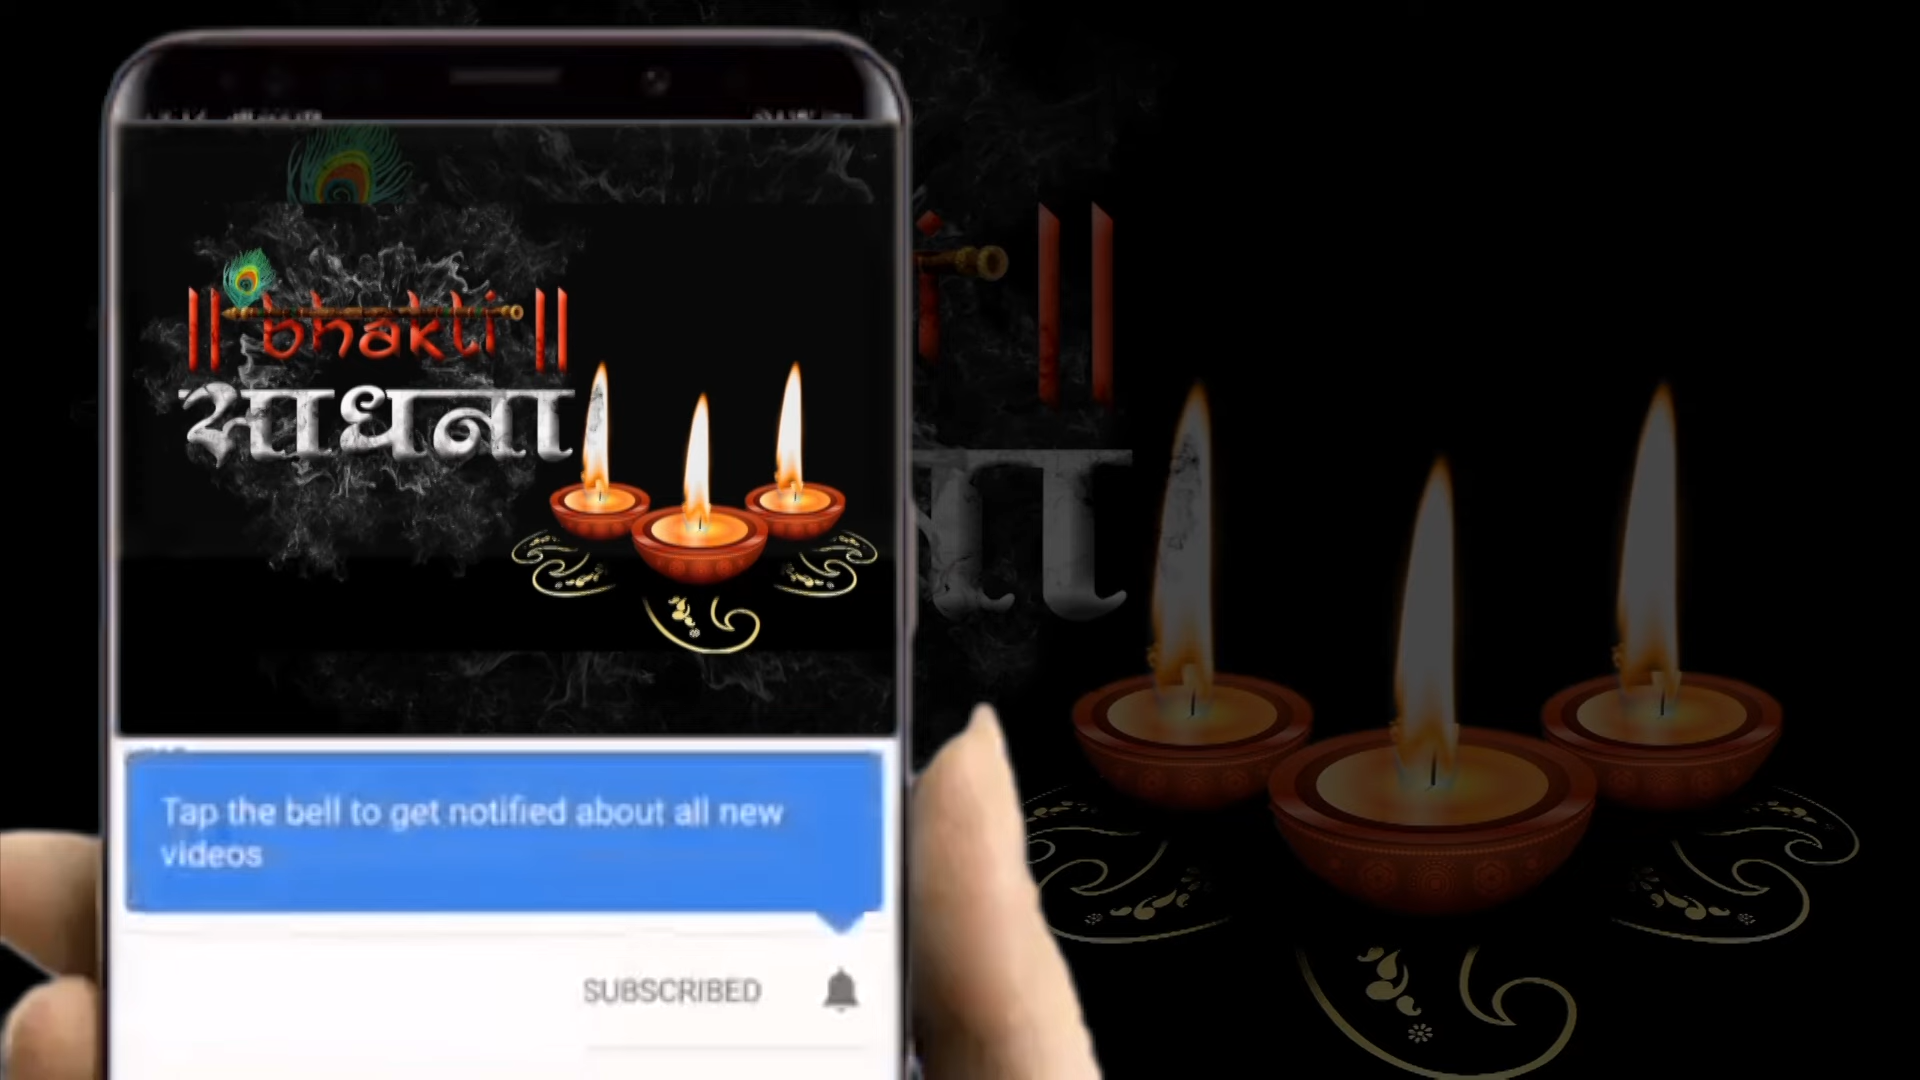 || bhakti ||
साधना
Tap the bell to get notified about all new
videos
SUBSCRIBED